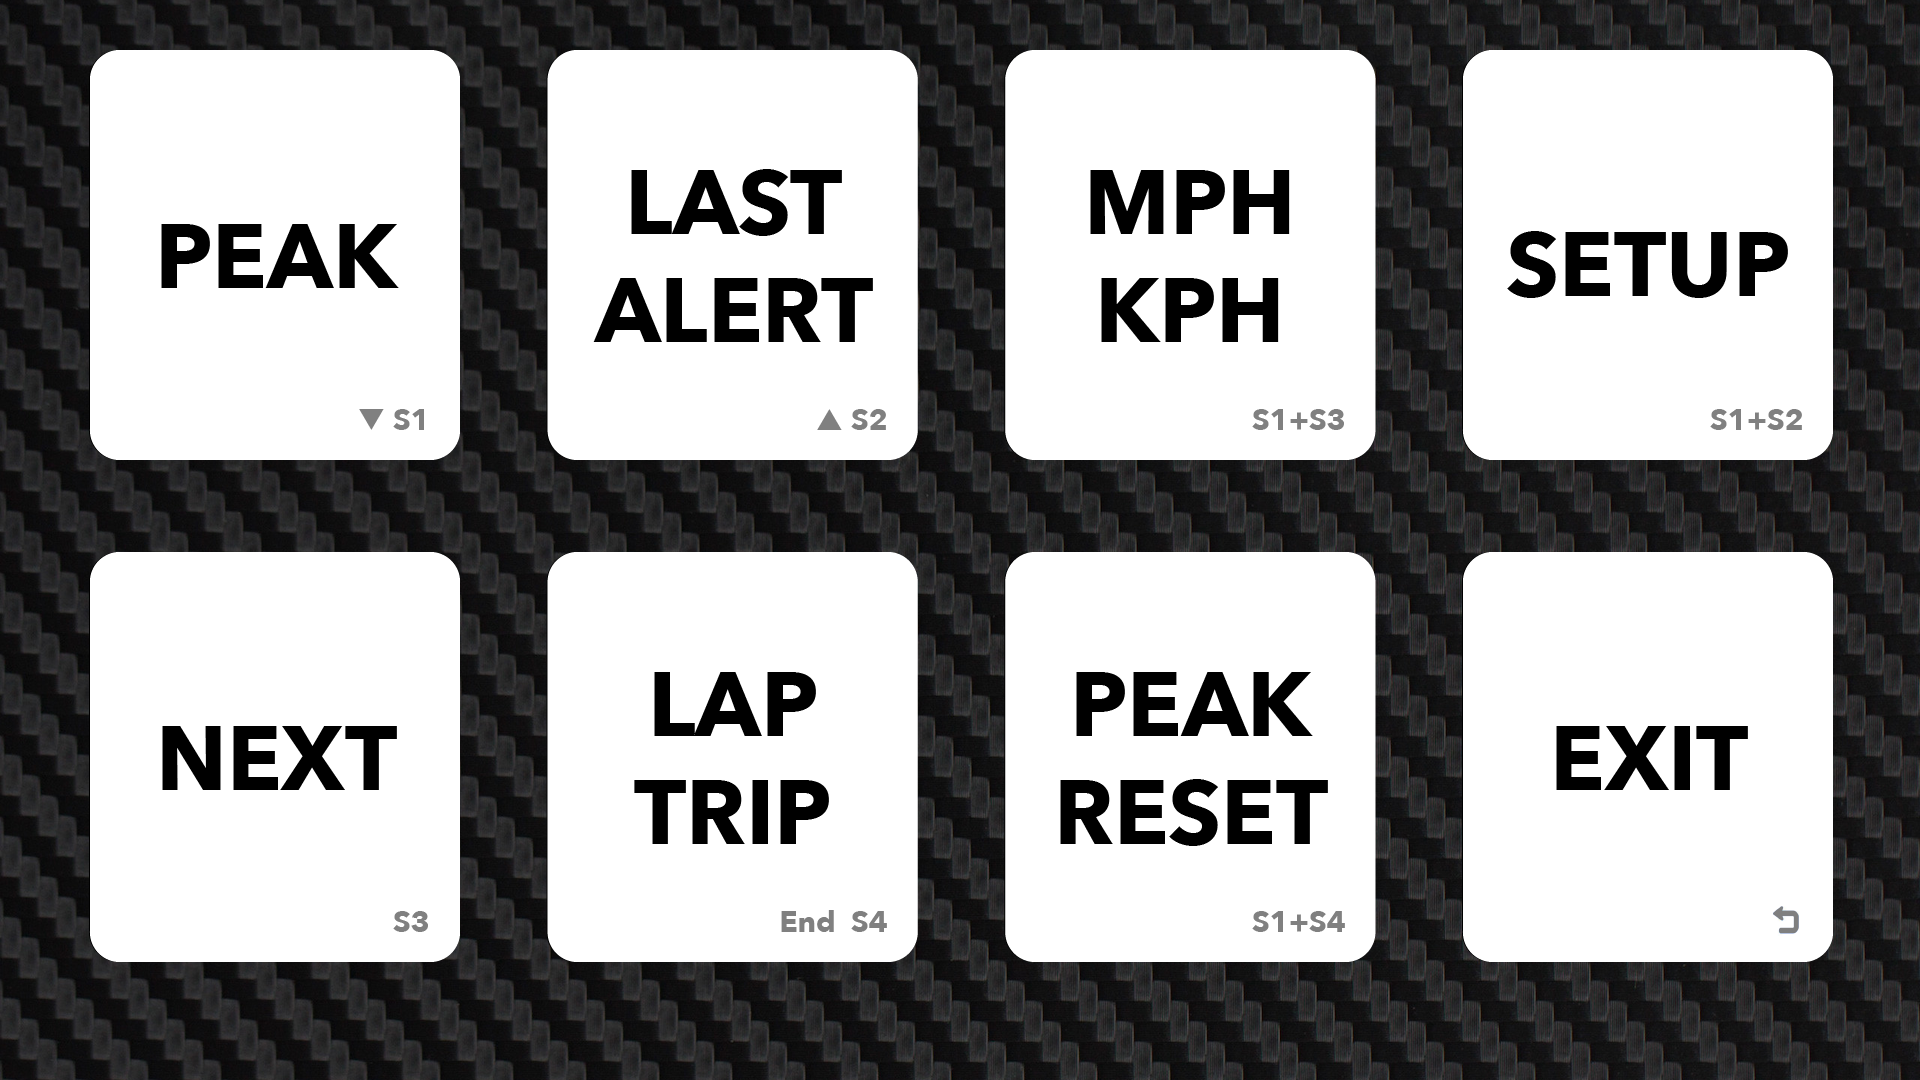 PEAK
▼ S1
LAST
ALERT
▲ S2
MPH
KPH
S1+S3
SETUP
S1+S2
NEXT
S3
LAP
TRIP
End S4
PEAK
RESET
S1+S4
EXIT